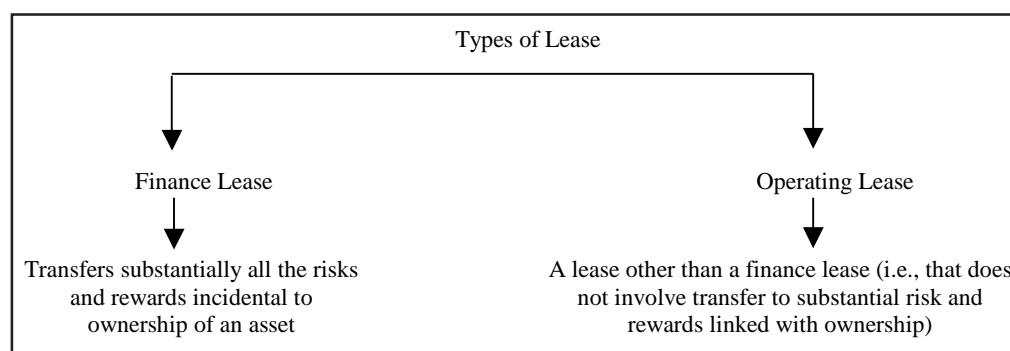 Types of Lease
Finance Lease
Operating Lease
Transfers substantially all the risks
and rewards incidental to
ownership of an asset
A lease other than a finance lease (i.e., that does
not involve transfer to substantial risk and
rewards linked with ownership)